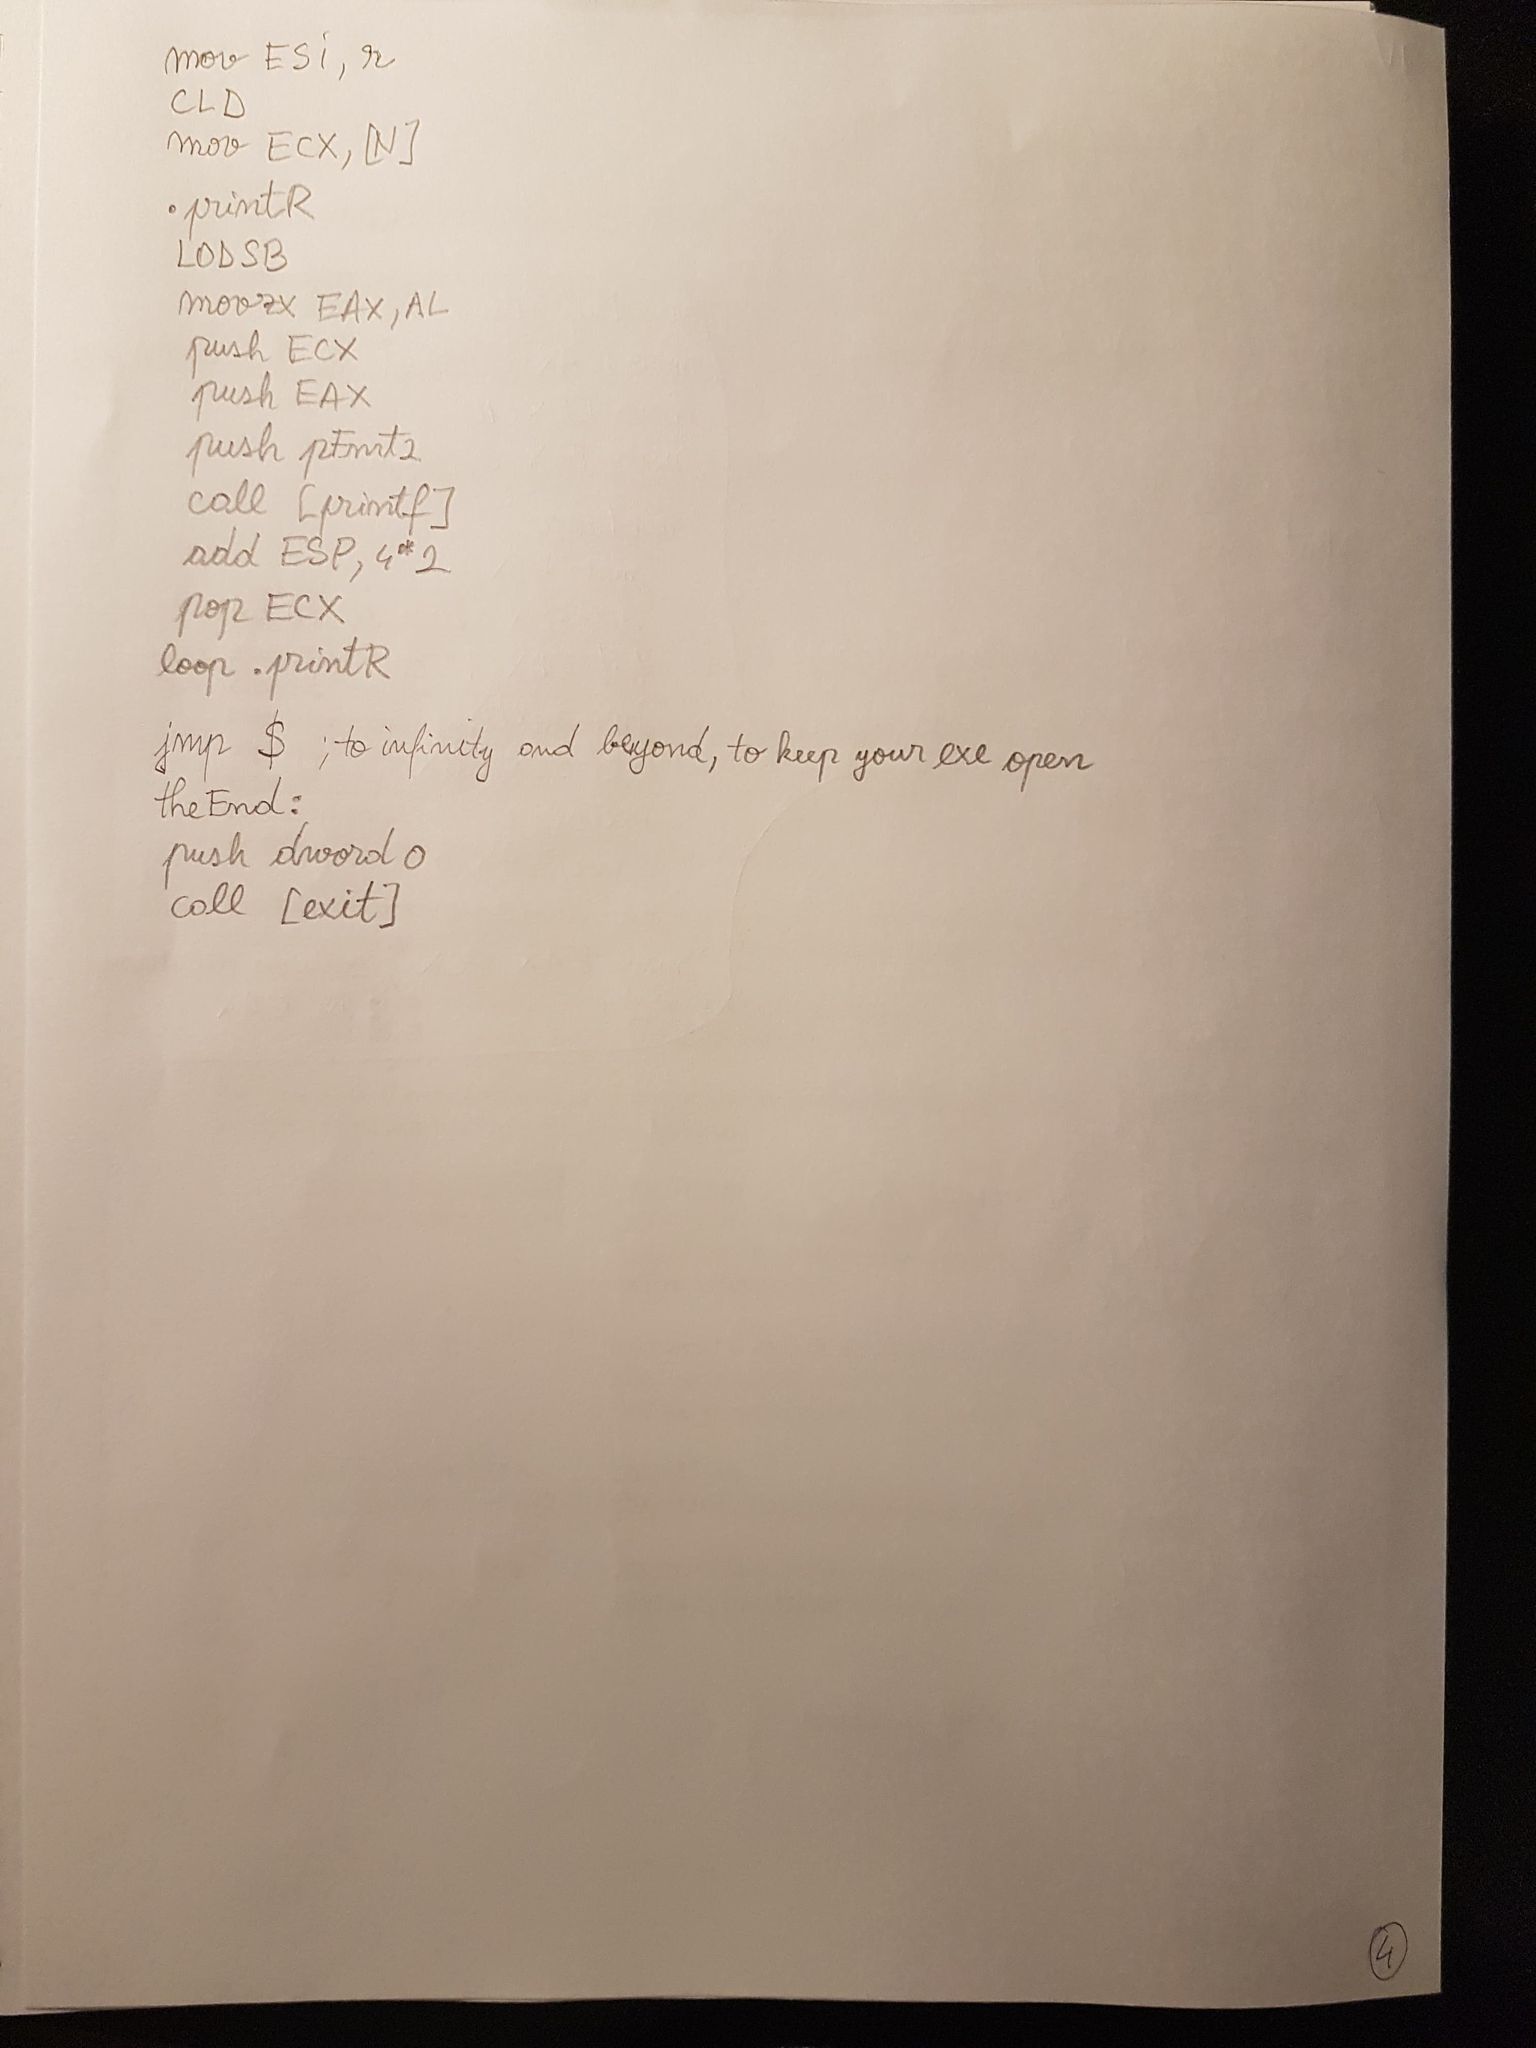 mov ESi, r
CLD
mov ECX, [N]
.printR
LODSB
movzx EAX, AL
push ECX
push EAX
push pFmt2
call [printf]
add ESP, 4*2
pop ECX
loop .printR
jmp $ ; to infinity and beyond, to keep your exe open
theEnd:
push dword 0
call [exit]
4